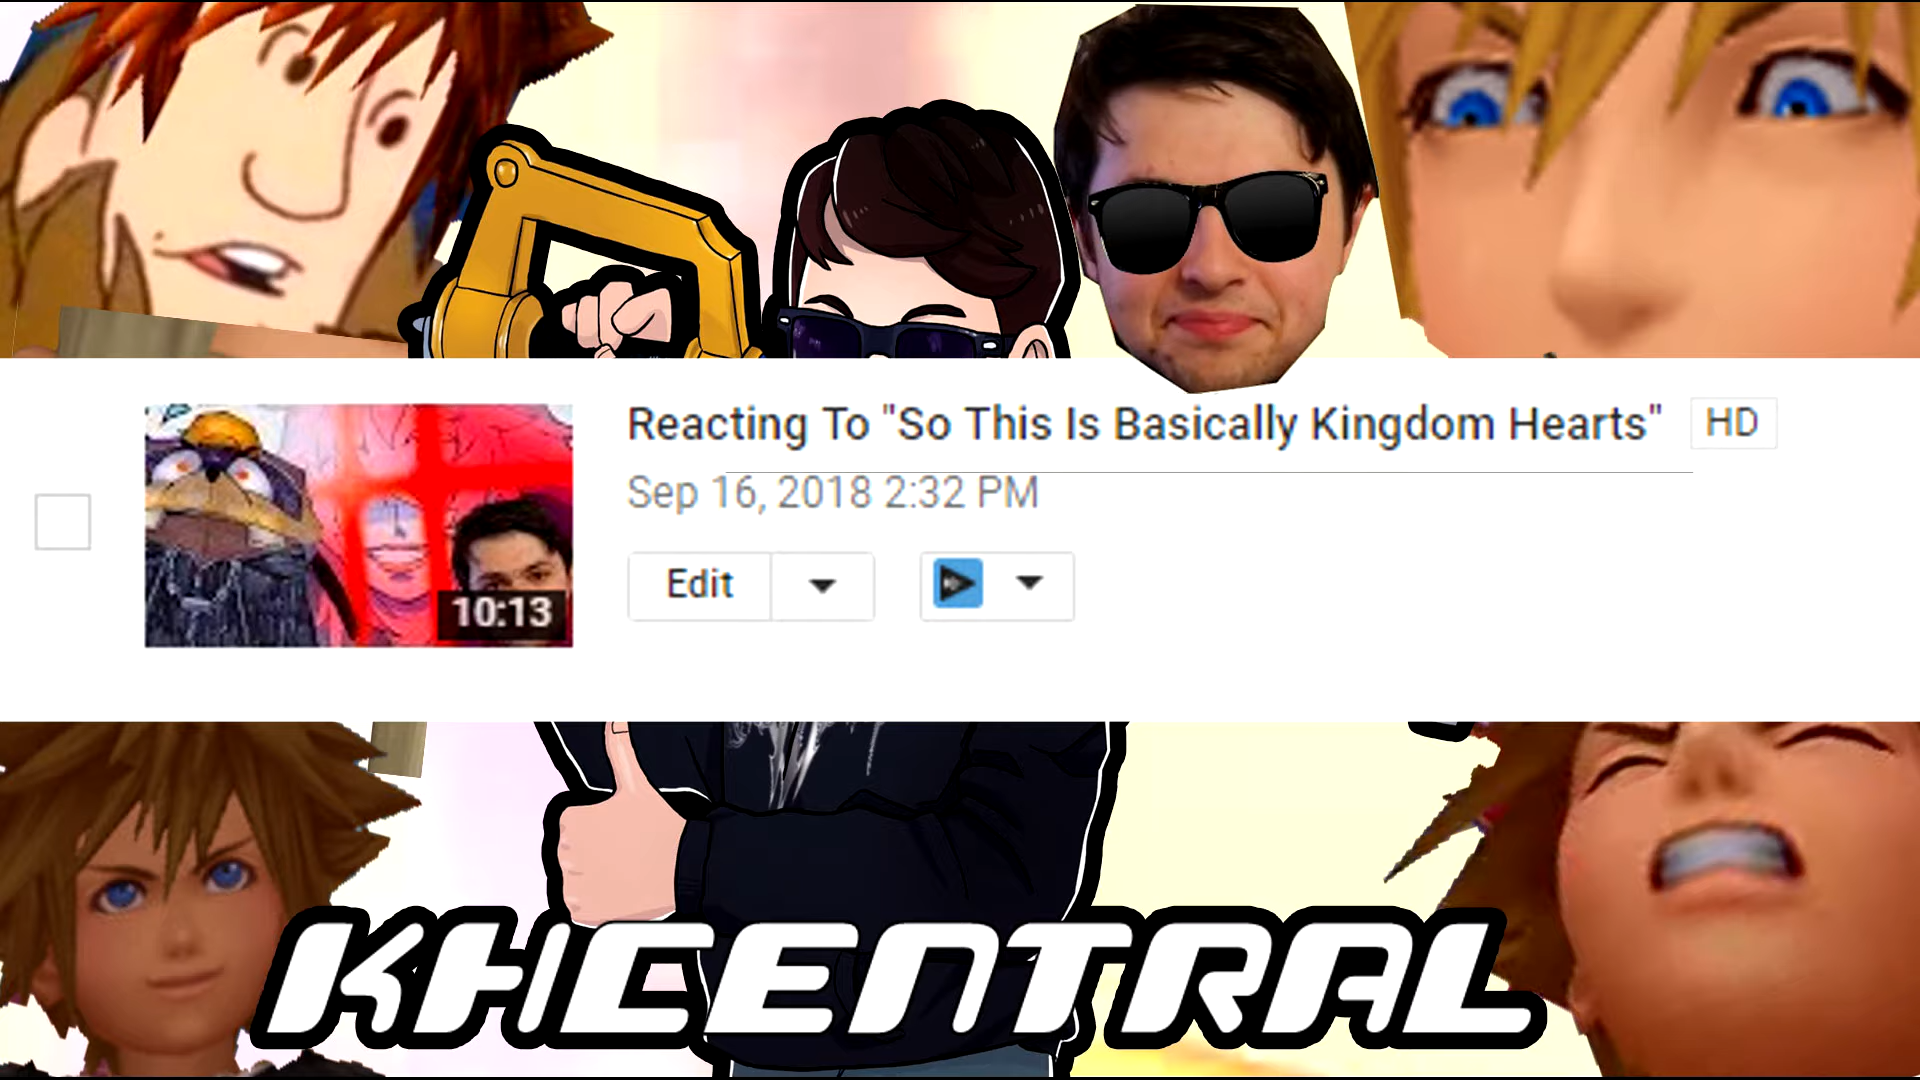 Reacting To "So This Is Basically Kingdom Hearts" HD
Sep 16, 2018 2:32 PM
10:13
Edit
KHCENTRAL